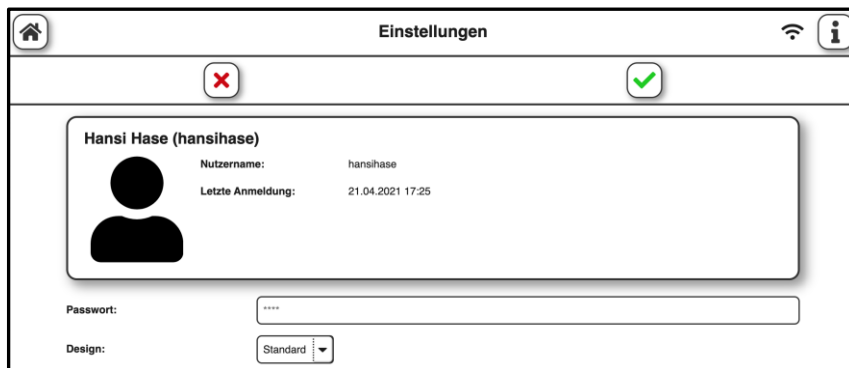 Einstellungen
Hansi Hase (hansihase)
Nutzername: hansihase
Letzte Anmeldung: 21.04.2021 17:25
Passwort: ****
Design: Standard